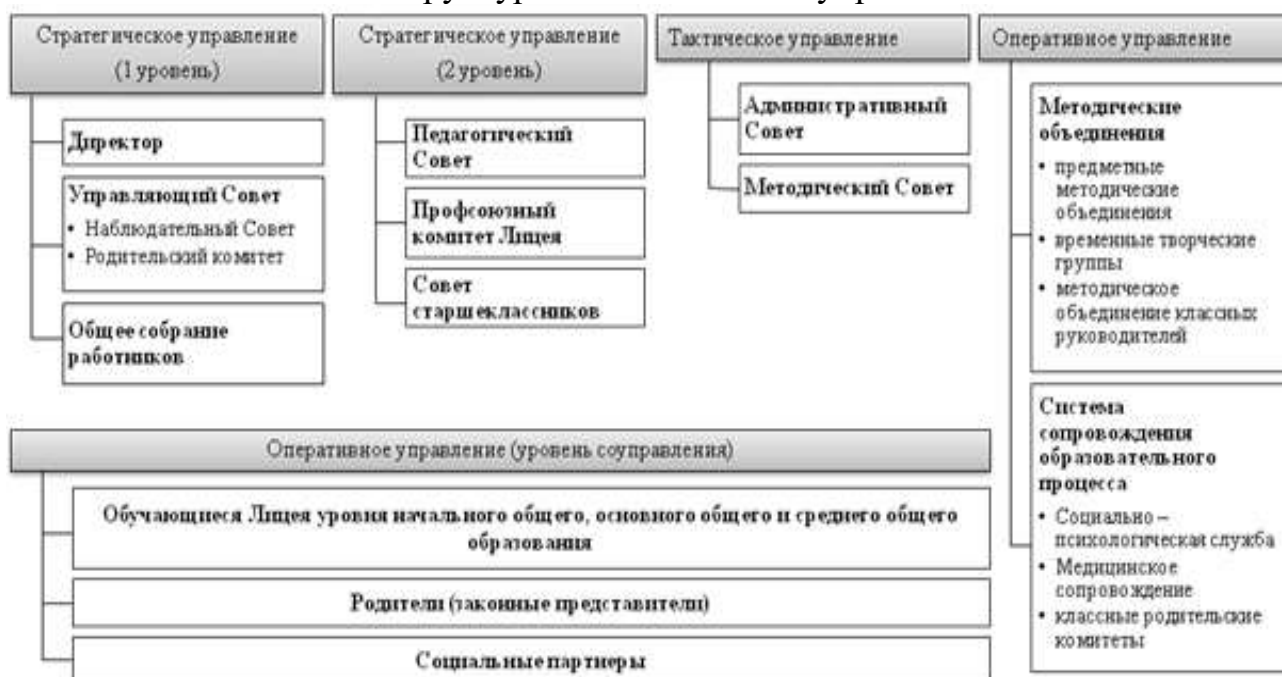 Стратегическое управление
(1 уровень)
Директор
Управляющий Совет
• Наблюдательный Совет
• Родительский комитет
Общее собрание
работников
Стратегическое управление
(2 уровень)
Педагогический
Совет
Профсоюзный
комитет Лицея
Совет
старшеклассников
Тактическое управление
Административный
Совет
Методический Совет
Оперативное управление
Методические
объединения
• предметные
методические
объединения
• временные творческие
группы
• методическое
объединение классных
руководителей
Система
сопровождения
образовательного
процесса
• Социально –
психологическая служба
• Медицинское
сопровождение
• классные родительские
комитеты
Оперативное управление (уровень соуправления)
Обучающиеся Лицея уровня начального общего, основного общего и среднего общего
образования
Родители (законные представители)
Социальные партнеры